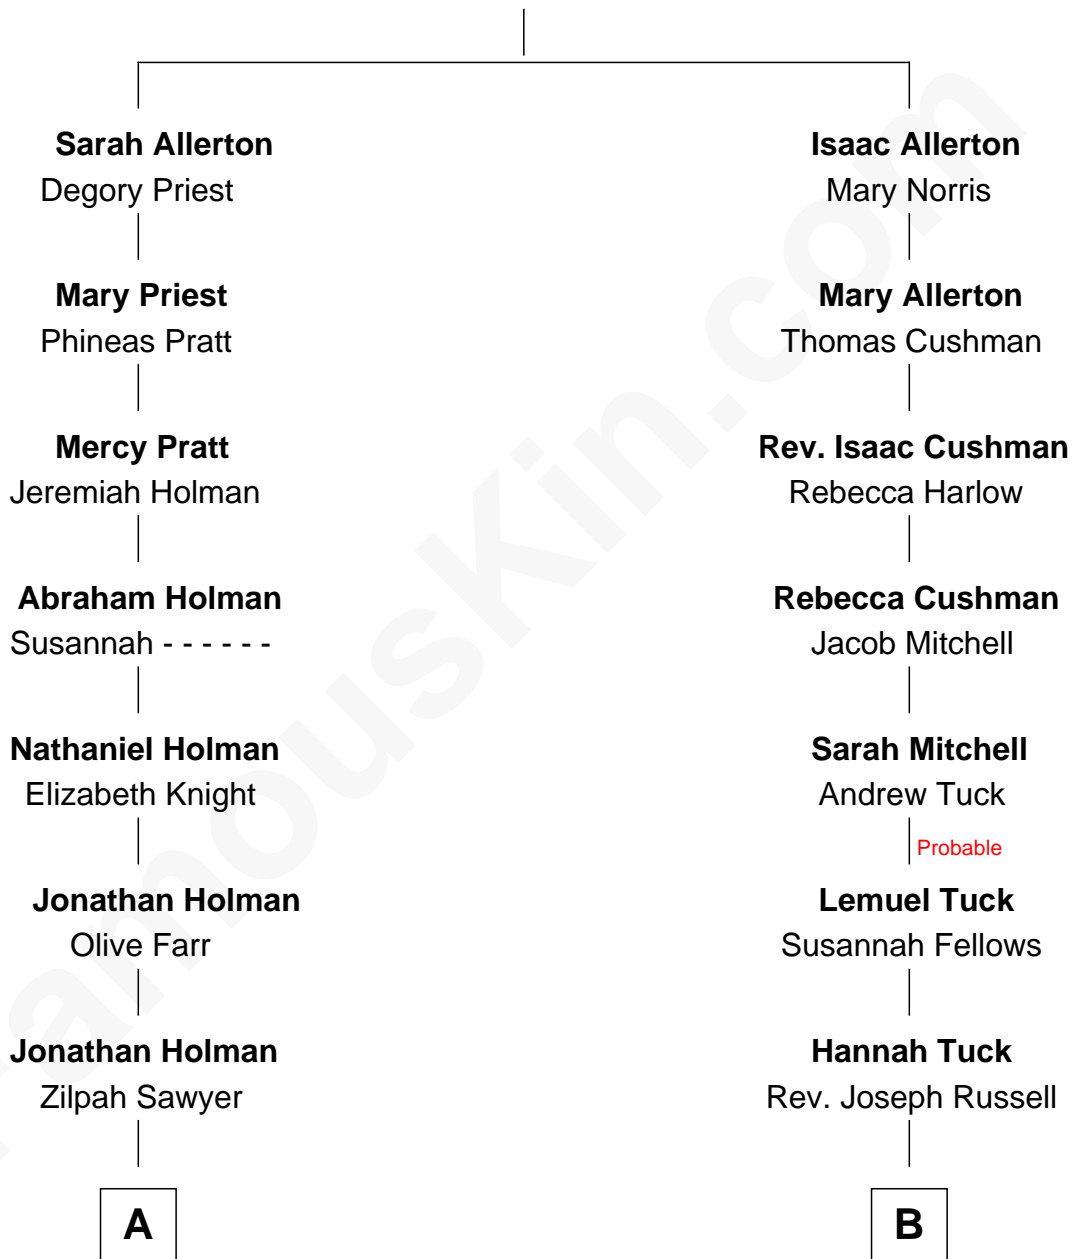 Sarah Allerton
Degory Priest
Mary Priest
Phineas Pratt
Mercy Pratt
Jeremiah Holman
Abraham Holman
Susannah - - - - - -
Nathaniel Holman
Elizabeth Knight
Jonathan Holman
Olive Farr
Jonathan Holman
Zilpah Sawyer
A
Isaac Allerton
Mary Norris
Mary Allerton
Thomas Cushman
Rev. Isaac Cushman
Rebecca Harlow
Rebecca Cushman
Jacob Mitchell
Sarah Mitchell
Andrew Tuck
Probable
Lemuel Tuck
Susannah Fellows
Hannah Tuck
Rev. Joseph Russell
B
FamousKin.com